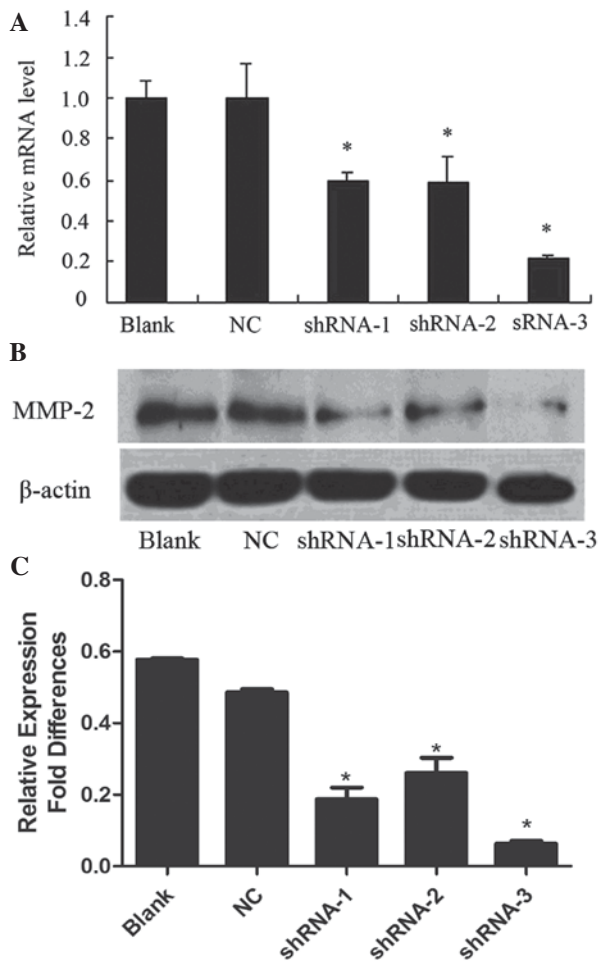 A
Relative mRNA level
1.4
1.2
1.0
0.8
0.6
0.4
0.2
0
*
*
*
Blank NC shRNA-1 shRNA-2 sRNA-3
B
MMP-2
β-actin
Blank NC shRNA-1 shRNA-2 shRNA-3
C
Relative Expression
Fold Differences
0.8
0.6
0.4
0.2
0.0
*
*
*
Blank
NC
shRNA-1
shRNA-2
shRNA-3